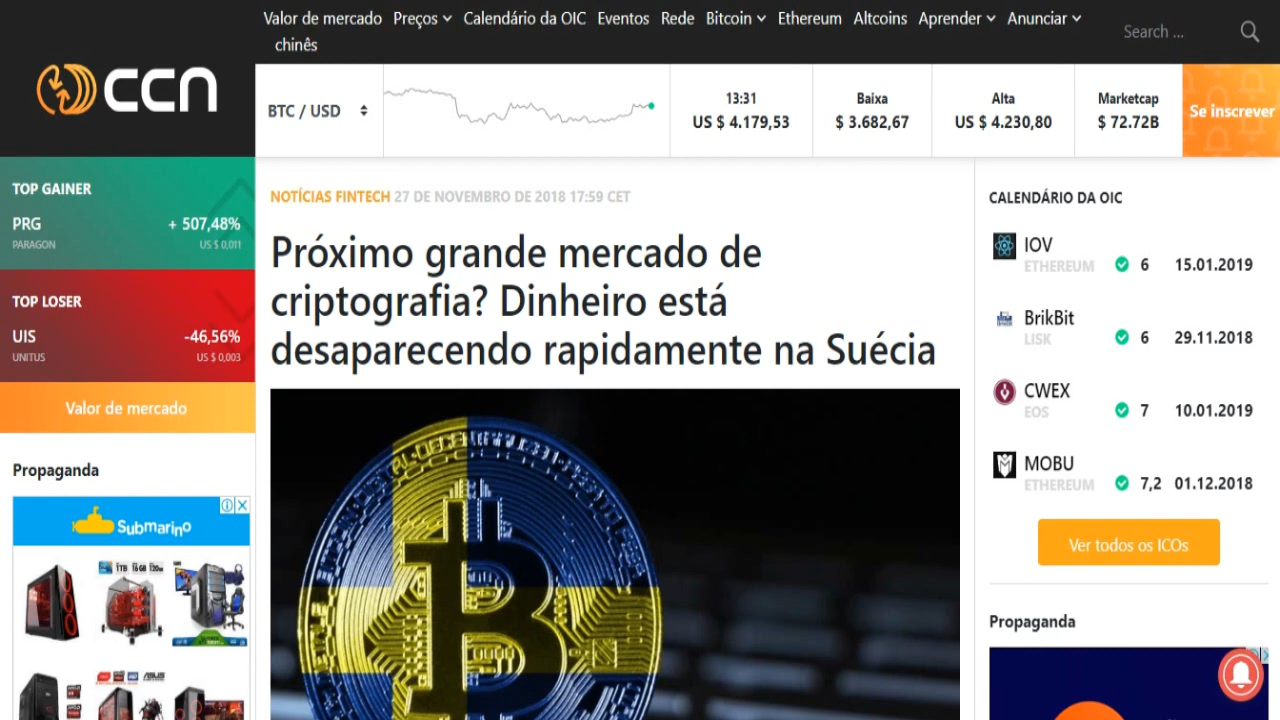 Valor de mercado Preços Calendário da OIC Eventos Rede Bitcoin Ethereum Altcoins Aprender Anunciar
chinês
Search ...
CCN
BTC / USD
13:31
US $ 4.179,53
Baixa
$ 3.682,67
Alta
US $ 4.230,80
Marketcap
$ 72.72B
Se inscrever
TOP GAINER
PRG + 507,48%
PARAGON US $ 0,011
TOP LOSER
UIS -46,56%
UNITUS US $ 0,003
Valor de mercado
Propaganda
Submarino
1TB 16GB 120GB
ASUS
NOTÍCIAS FINTECH 27 DE NOVEMBRO DE 2018 17:59 CET
Próximo grande mercado de
criptografia? Dinheiro está
desaparecendo rapidamente na Suécia
CALENDÁRIO DA OIC
IOV
ETHEREUM 6 15.01.2019
BrikBit
LISK 6 29.11.2018
CWEX
EOS 7 10.01.2019
MOBU
ETHEREUM 7,2 01.12.2018
Ver todos os ICOs
Propaganda